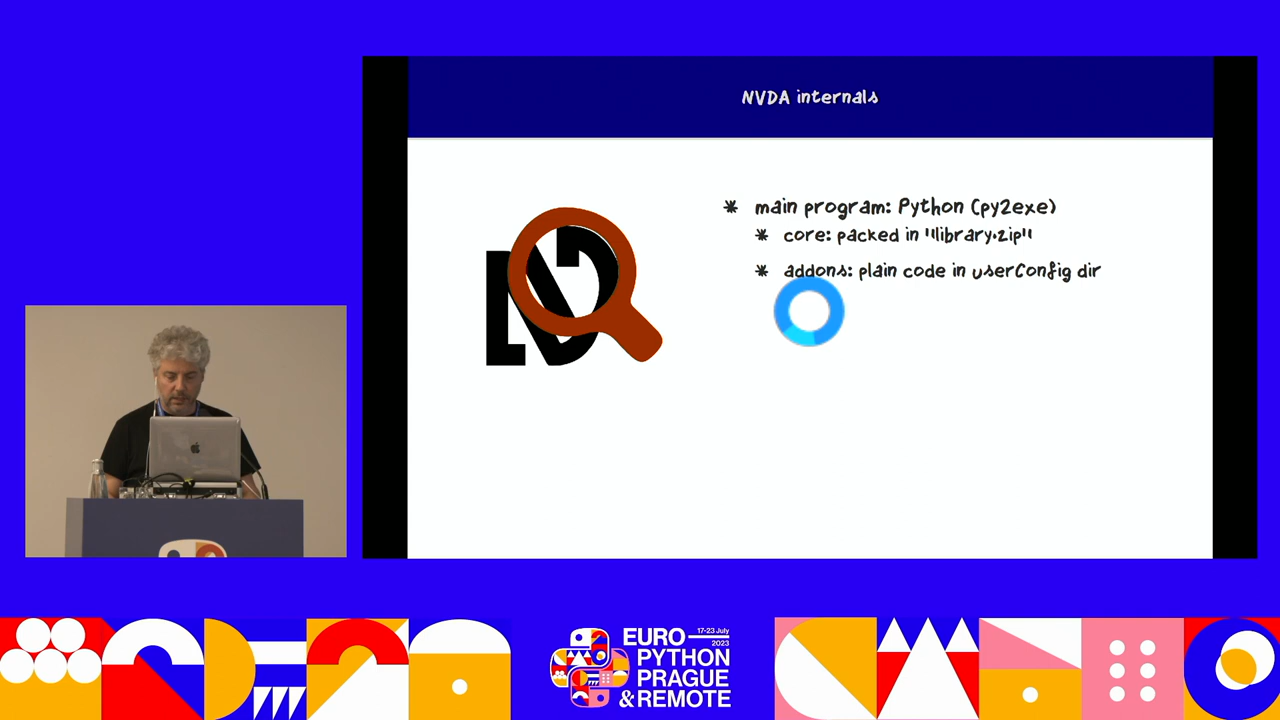 NVDA internals
* main program: Python (py2exe)
* core: packed in "library.zip"
* addons: plain code in userConfig dir
EURO 17-23 July 2023
PYTHON
PRAGUE
& REMOTE